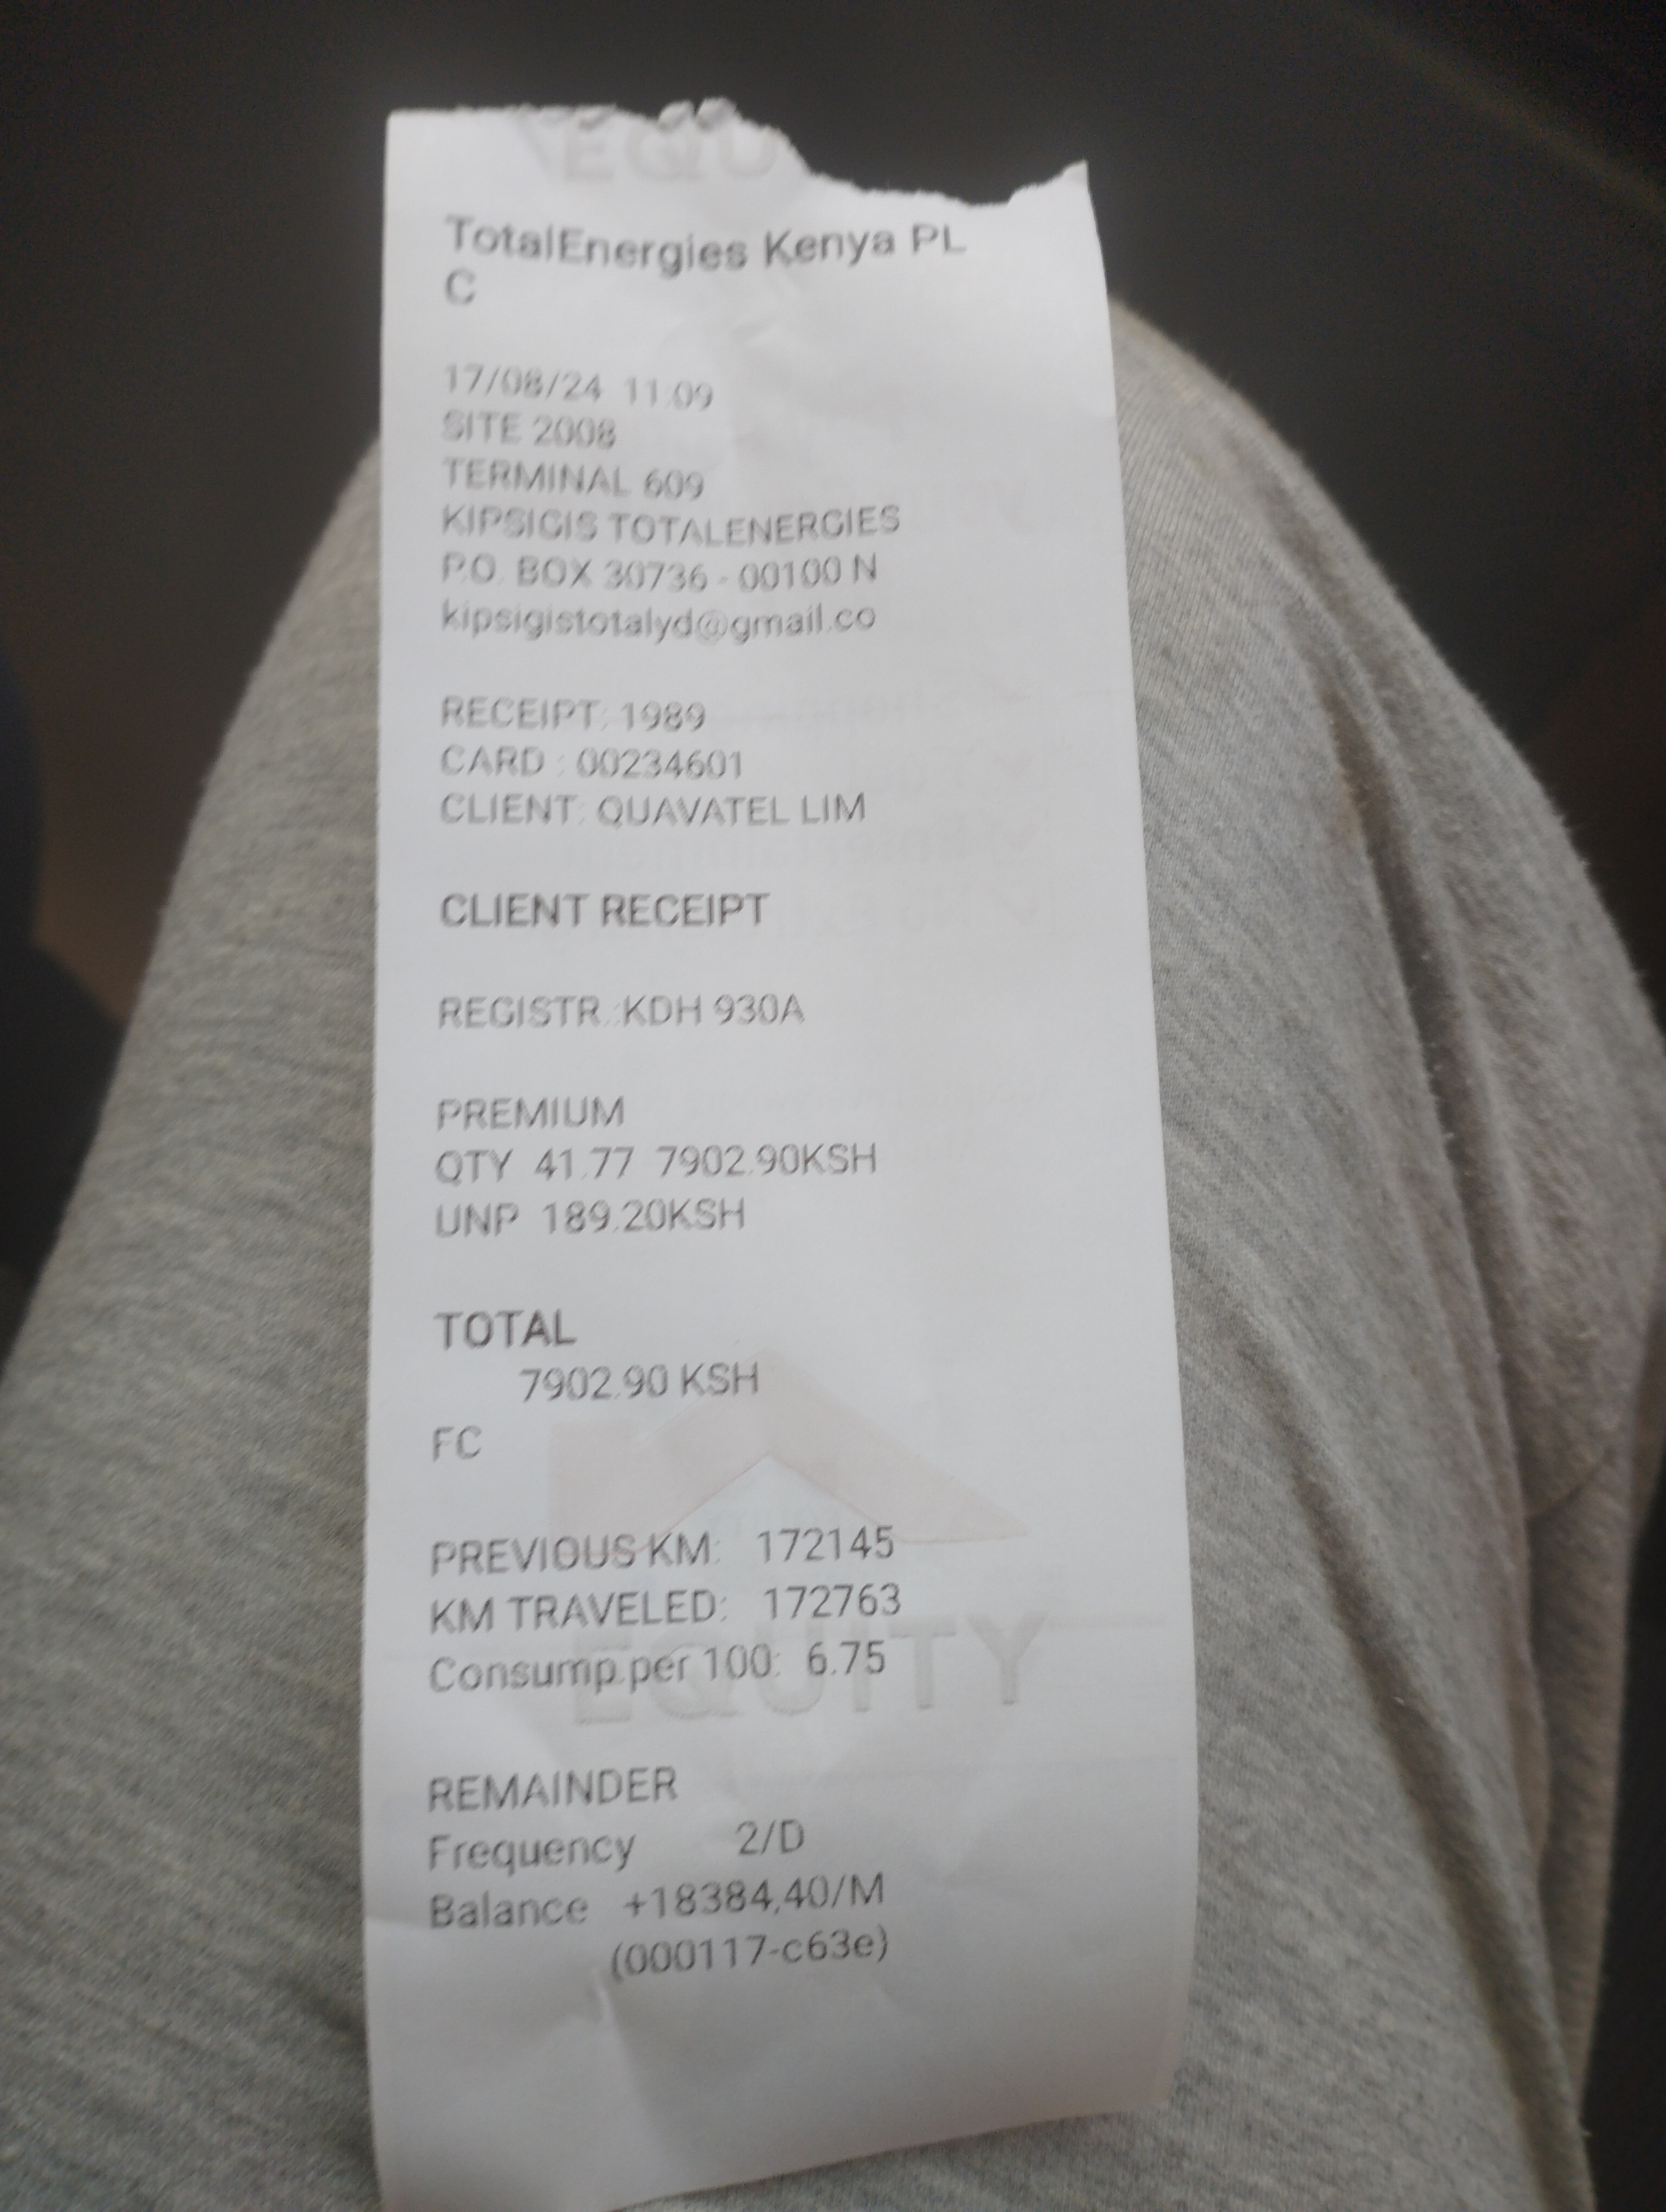 EQU
TotalEnergies Kenya PL
C
17/08/24 11:09
SITE 2008
TERMINAL 609
KIPSIGIS TOTALENERGIES
P.O. BOX 30736 - 00100 N
kipsigistotalyd@gmail.co
RECEIPT: 1989
CARD : 00234601
CLIENT: QUAVATEL LIM
CLIENT RECEIPT
REGISTR.:KDH 930A
PREMIUM
QTY 41.77 7902.90KSH
UNP 189.20KSH
TOTAL
7902.90 KSH
FC
PREVIOUS KM: 172145
KM TRAVELED: 172763
Consump.per 100: 6.75
EQUITY
REMAINDER
Frequency 2/D
Balance +18384,40/M
(000117-c63e)